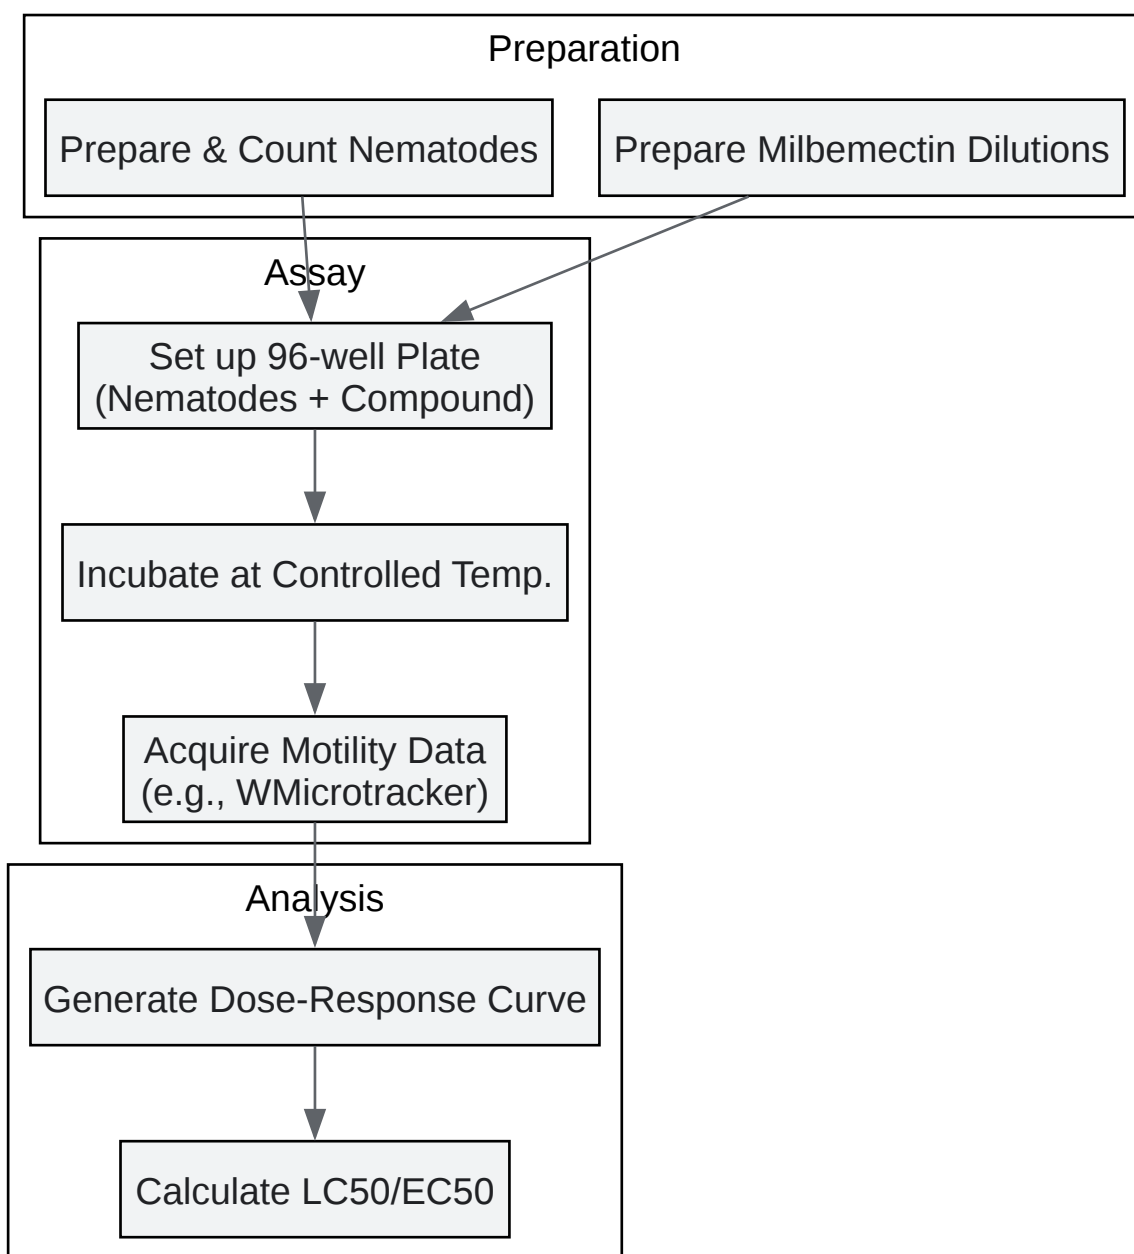 Preparation
Prepare & Count Nematodes
Prepare Milbemectin Dilutions
Assay
Set up 96-well Plate
(Nematodes + Compound)
Incubate at Controlled Temp.
Acquire Motility Data
(e.g., WMicrotracker)
Analysis
Generate Dose-Response Curve
Calculate LC50/EC50